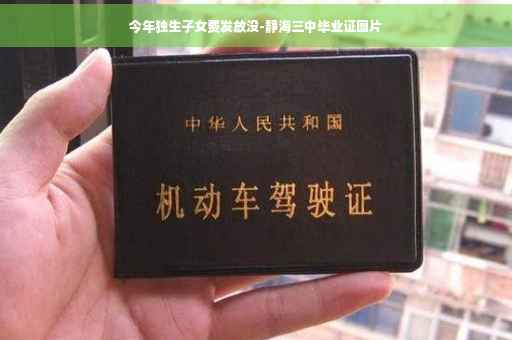 今年独生子女费发放没-静海三中毕业证图片
中华人民共和国
机动车驾驶证